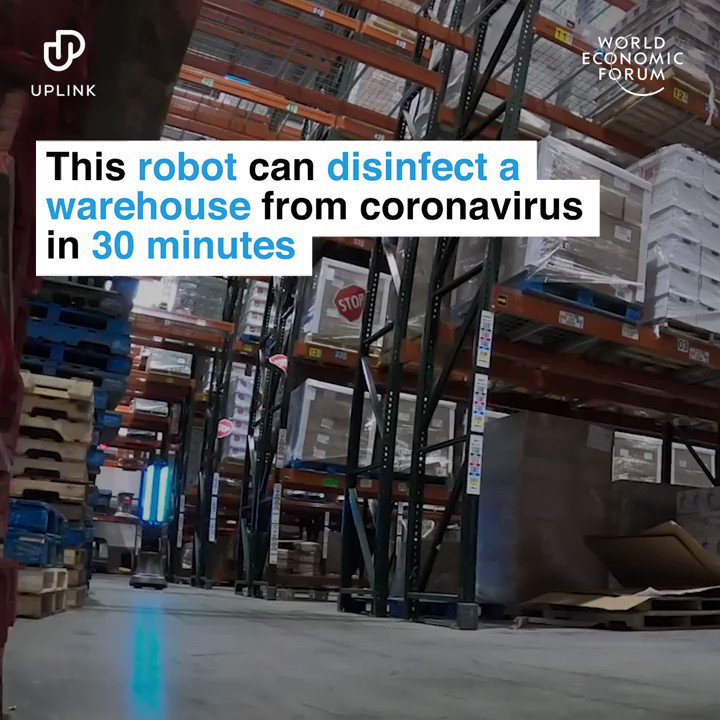 UPLINK
WORLD
ECONOMIC
FORUM
This robot can disinfect a
warehouse from coronavirus
in 30 minutes
STOP